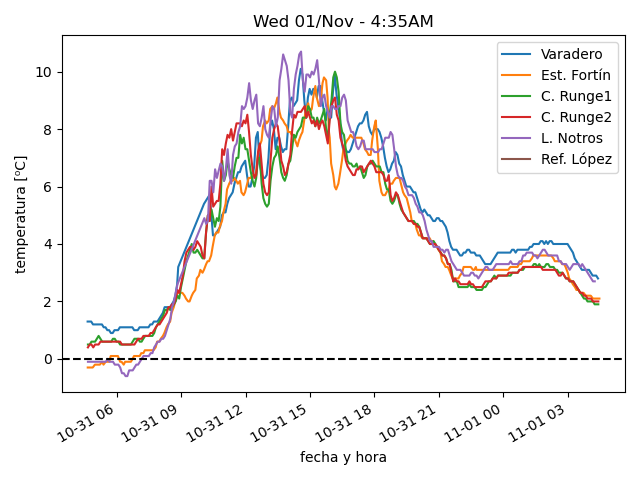 Wed 01/Nov - 4:35AM
temperatura [ºC]
10
8
6
4
2
0
Varadero
Est. Fortín
C. Runge1
C. Runge2
L. Notros
Ref. López
10-31 06
10-31 09
10-31 12
10-31 15
10-31 18
10-31 21
11-01 00
11-01 03
fecha y hora